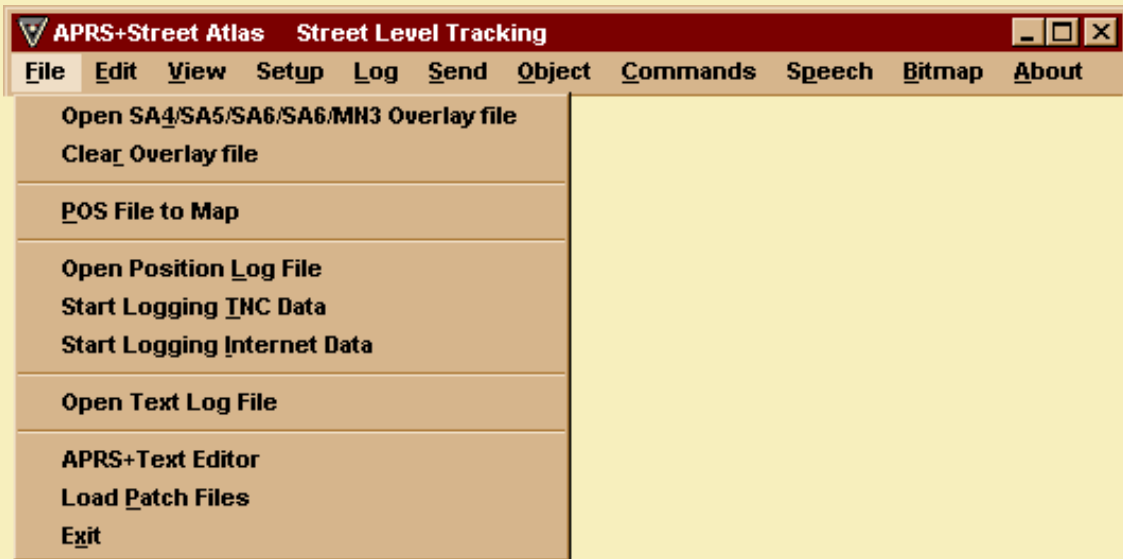 APRS+Street Atlas Street Level Tracking
File Edit View Setup Log Send Object Commands Speech Bitmap About
Open SA4/SA5/SA6/SA6/MN3 Overlay file
Clear Overlay file
POS File to Map
Open Position Log File
Start Logging TNC Data
Start Logging Internet Data
Open Text Log File
APRS+Text Editor
Load Patch Files
Exit